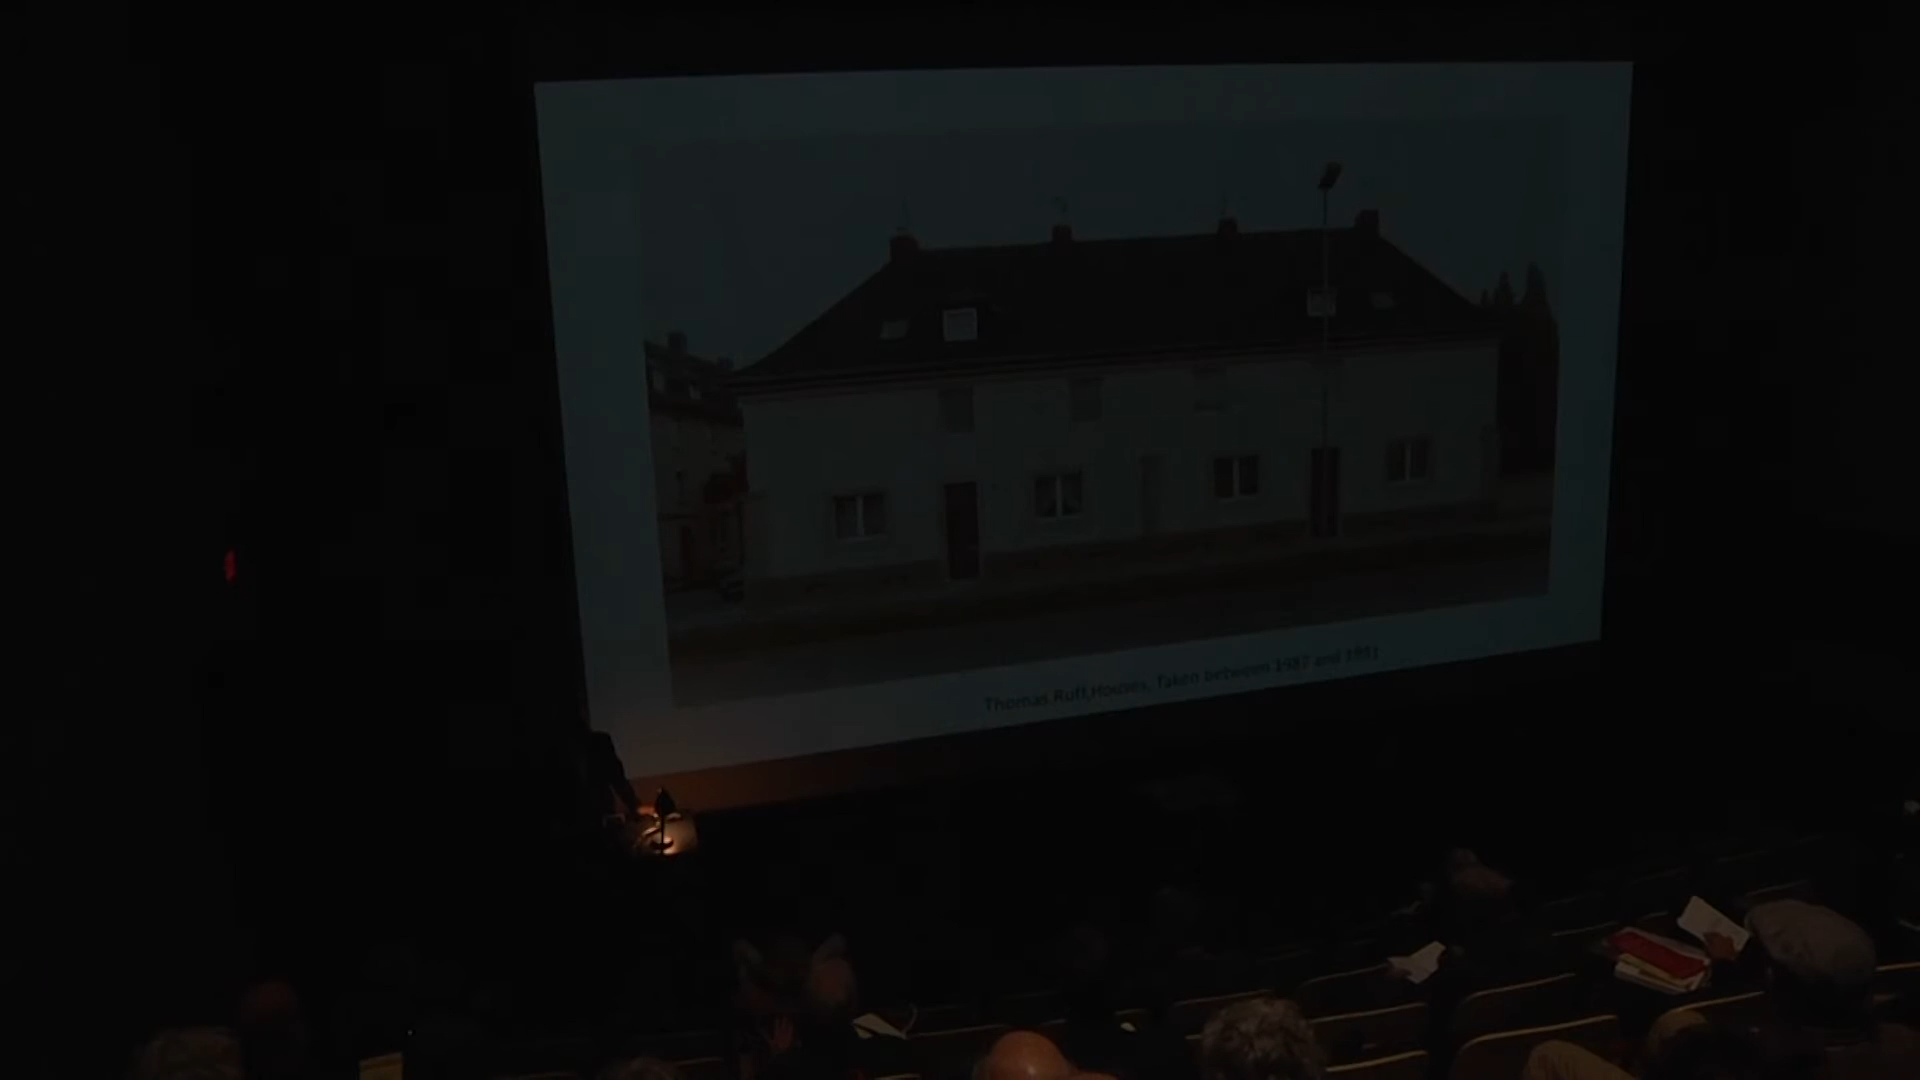 Thomas Ruff,Houses. Taken between 1987 and 1991